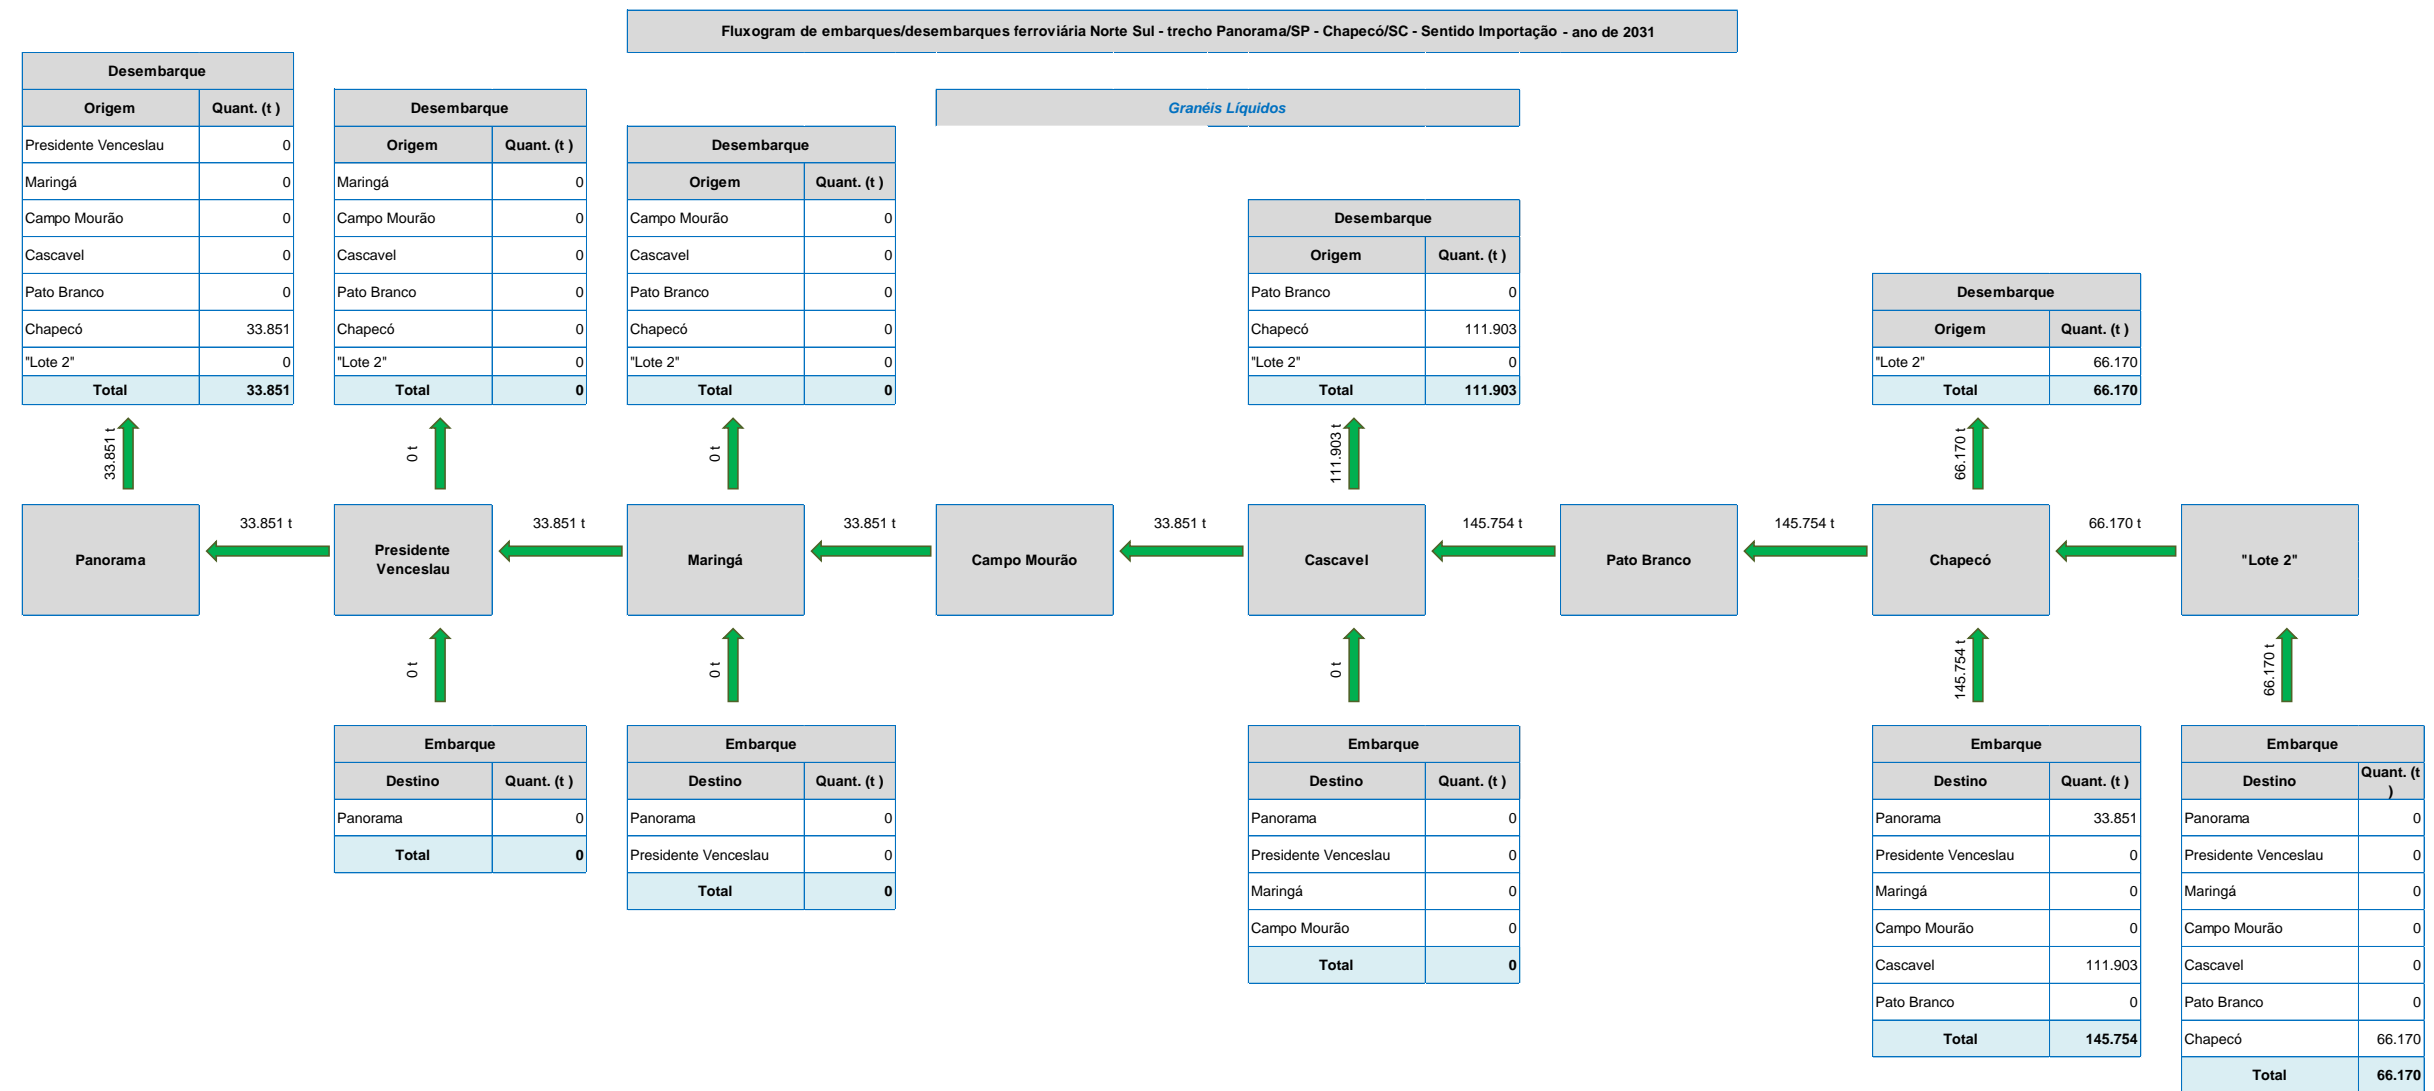 Fluxogram de embarques/desembarques ferroviária Norte Sul - trecho Panorama/SP - Chapecó/SC - Sentido Importação - ano de 2031
Granéis Líquidos
Desembarque
Origem Quant. (t )
Presidente Venceslau 0
Maringá 0
Campo Mourão 0
Cascavel 0
Pato Branco 0
Chapecó 33.851
"Lote 2" 0
Total 33.851
Desembarque
Origem Quant. (t )
Maringá 0
Campo Mourão 0
Cascavel 0
Pato Branco 0
Chapecó 0
"Lote 2" 0
Total 0
Desembarque
Origem Quant. (t )
Campo Mourão 0
Cascavel 0
Pato Branco 0
Chapecó 0
"Lote 2" 0
Total 0
Desembarque
Origem Quant. (t )
Pato Branco 0
Chapecó 111.903
"Lote 2" 0
Total 111.903
Desembarque
Origem Quant. (t )
"Lote 2" 66.170
Total 66.170
33.851 t
0 t
0 t
111.903 t
66.170 t
Panorama
33.851 t
Presidente
Venceslau
33.851 t
Maringá
33.851 t
Campo Mourão
33.851 t
Cascavel
145.754 t
Pato Branco
145.754 t
Chapecó
66.170 t
"Lote 2"
0 t
0 t
0 t
145.754 t
66.170 t
Embarque
Destino Quant. (t )
Panorama 0
Total 0
Embarque
Destino Quant. (t )
Panorama 0
Presidente Venceslau 0
Total 0
Embarque
Destino Quant. (t )
Panorama 0
Presidente Venceslau 0
Maringá 0
Campo Mourão 0
Total 0
Embarque
Destino Quant. (t )
Panorama 33.851
Presidente Venceslau 0
Maringá 0
Campo Mourão 0
Cascavel 111.903
Pato Branco 0
Total 145.754
Embarque
Destino Quant. (t
)
Panorama 0
Presidente Venceslau 0
Maringá 0
Campo Mourão 0
Cascavel 0
Pato Branco 0
Chapecó 66.170
Total 66.170